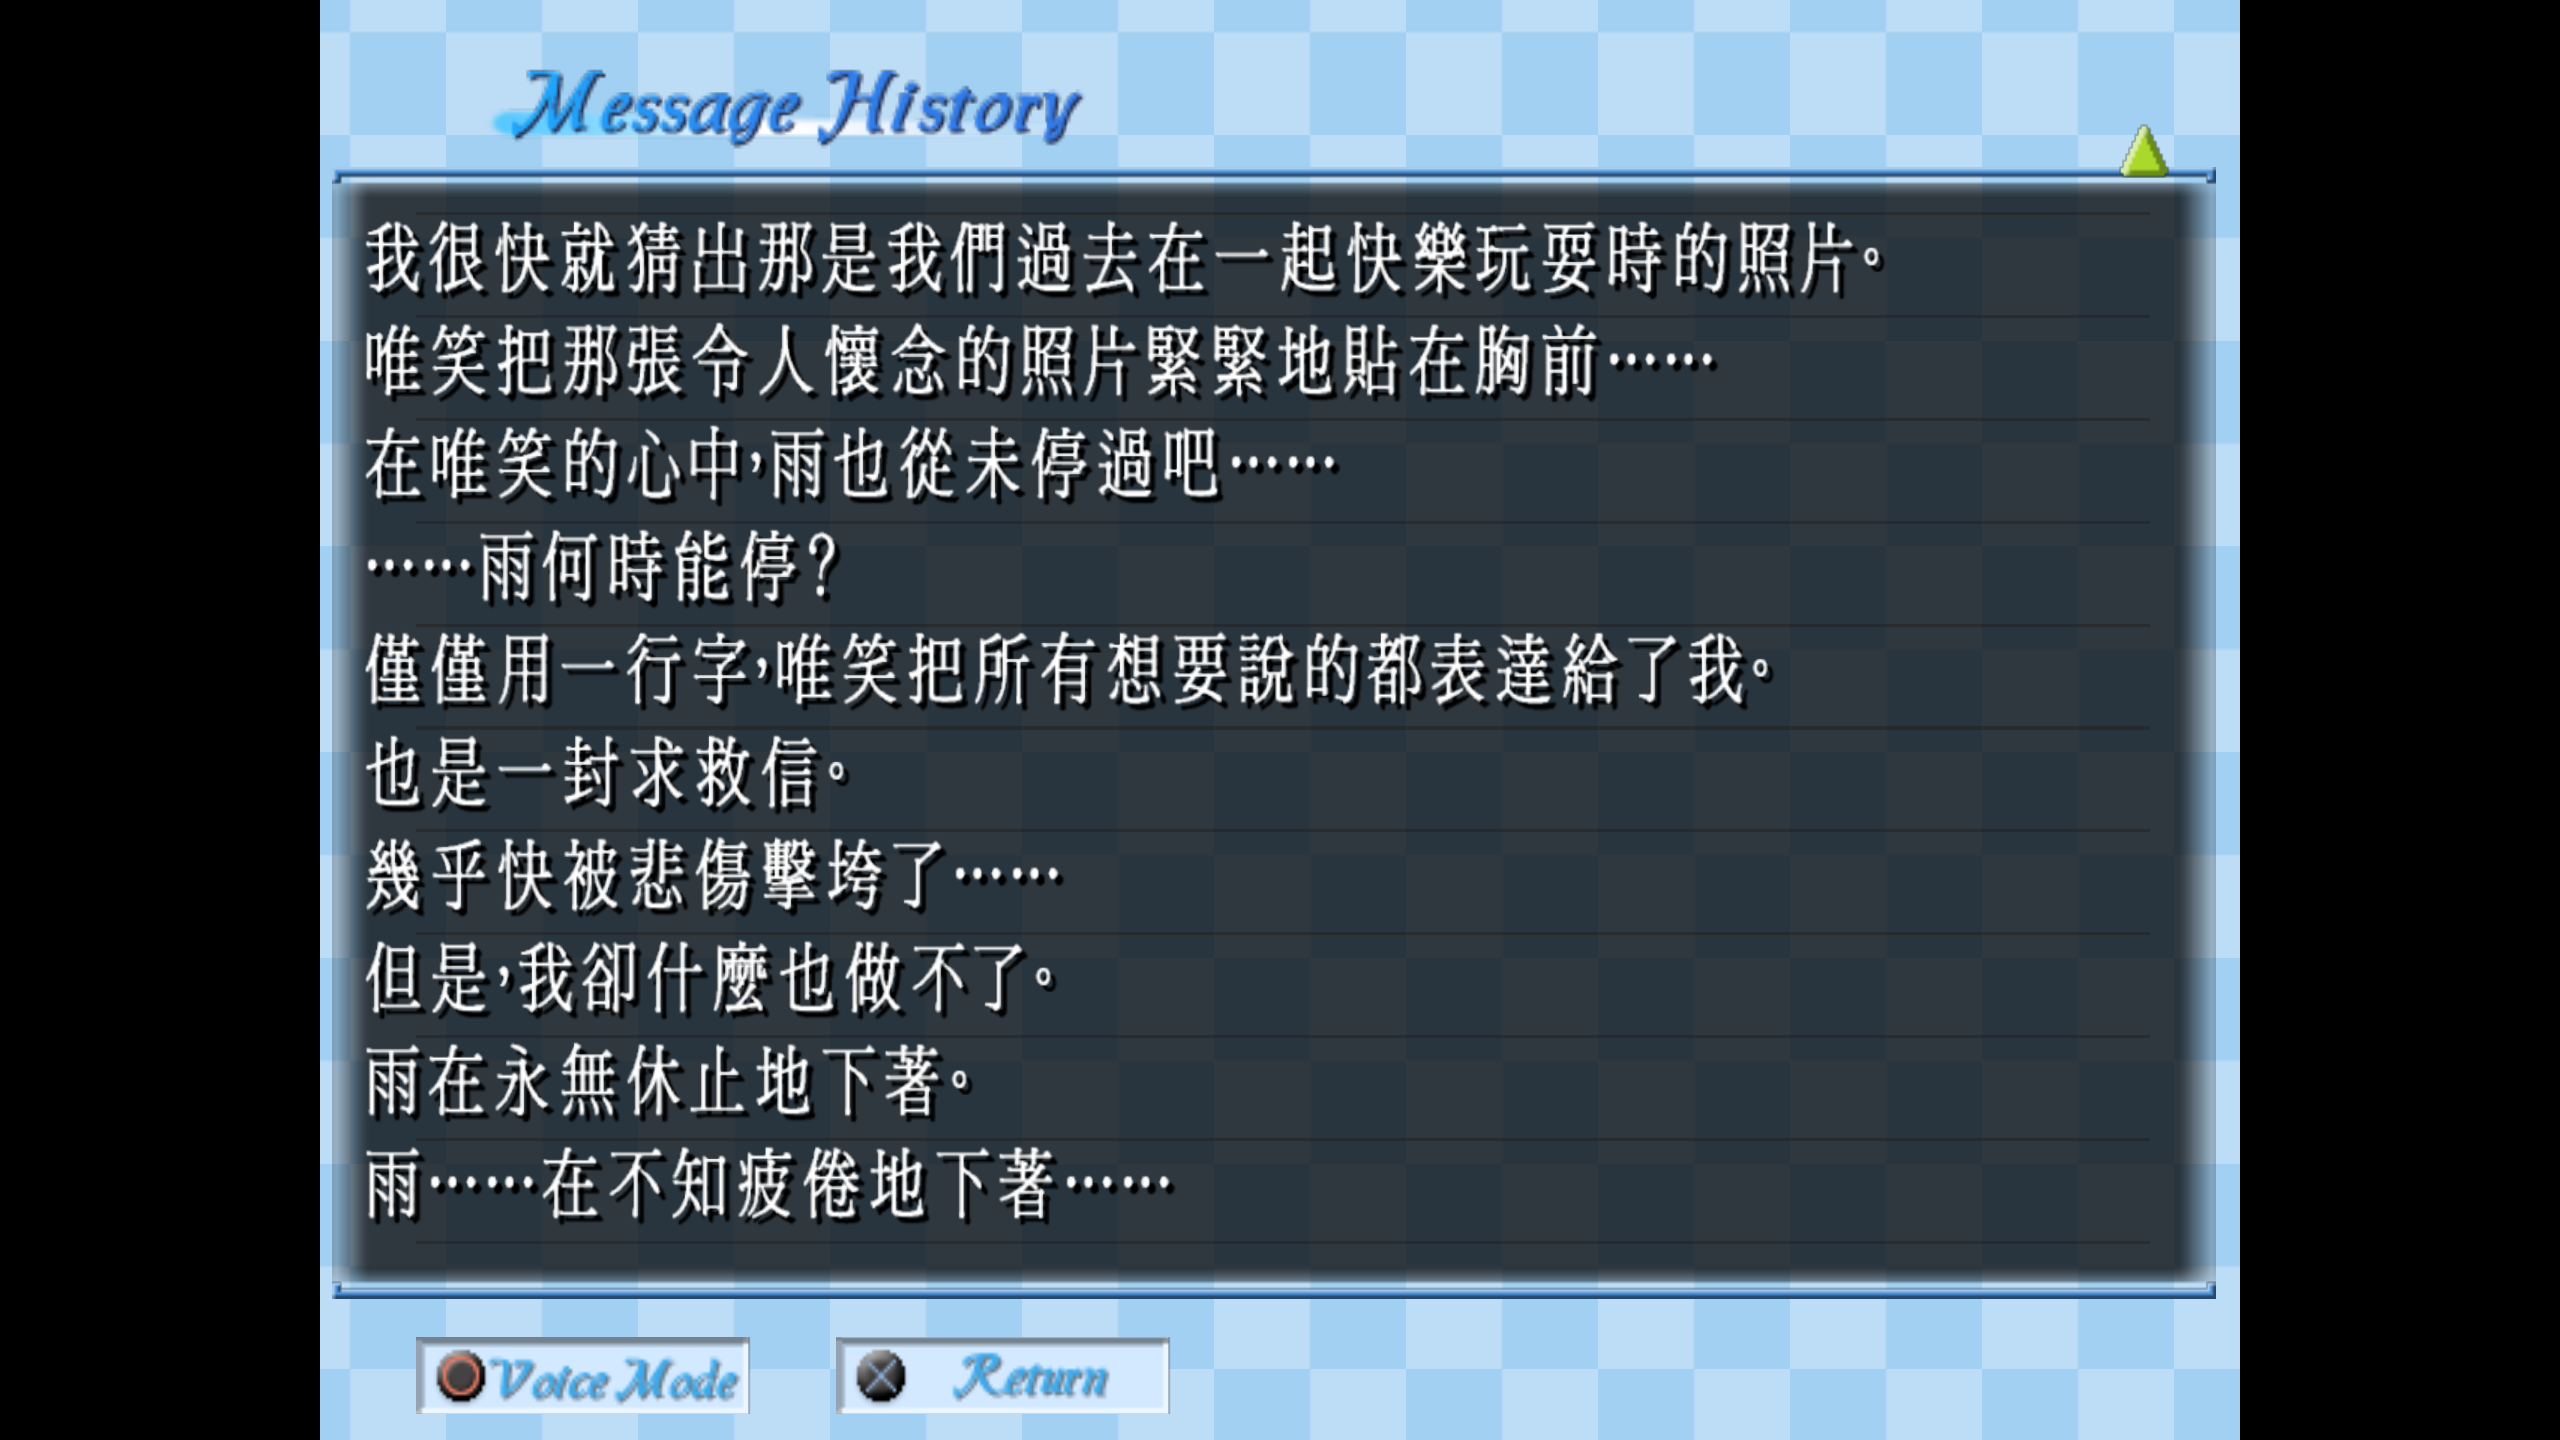 Message History
我很快就猜出那是我們過去在一起快樂玩耍時的照片。
唯笑把那張令人懷念的照片緊緊地貼在胸前……
在唯笑的心中，雨也從未停過吧……
……雨何時能停？
僅僅用一行字，唯笑把所有想要說的都表達給了我。
也是一封求救信。
幾乎快被悲傷擊垮了……
但是，我卻什麼也做不了。
雨在永無休止地下著。
雨……在不知疲倦地下著……
Voice Mode
Return